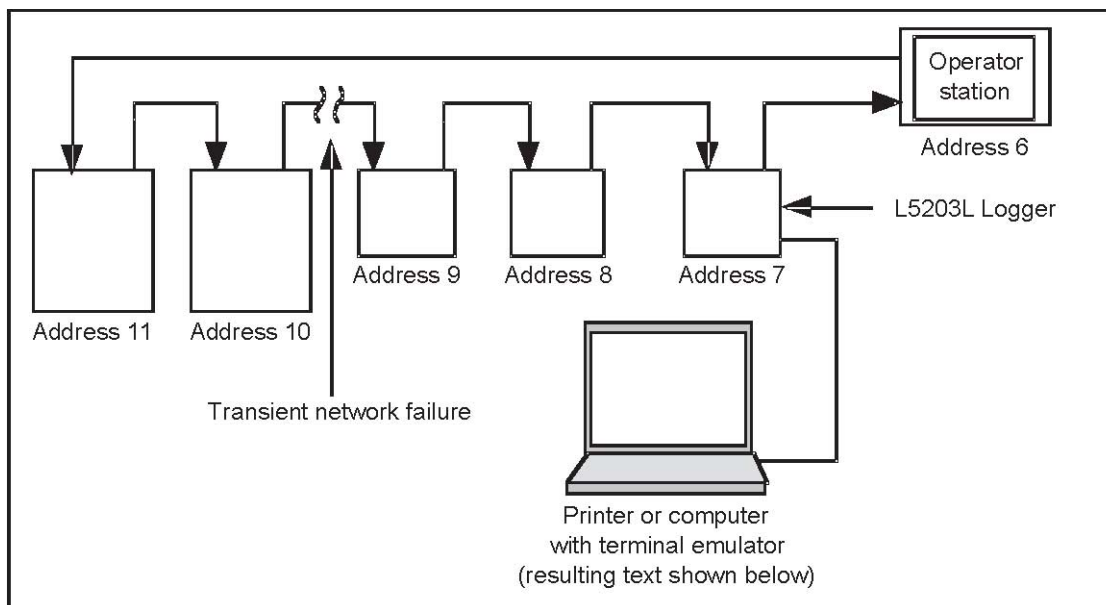 Operator
station
Address 6
L5203L Logger
Address 9
Address 8
Address 7
Address 11
Address 10
Transient network failure
Printer or computer
with terminal emulator
(resulting text shown below)